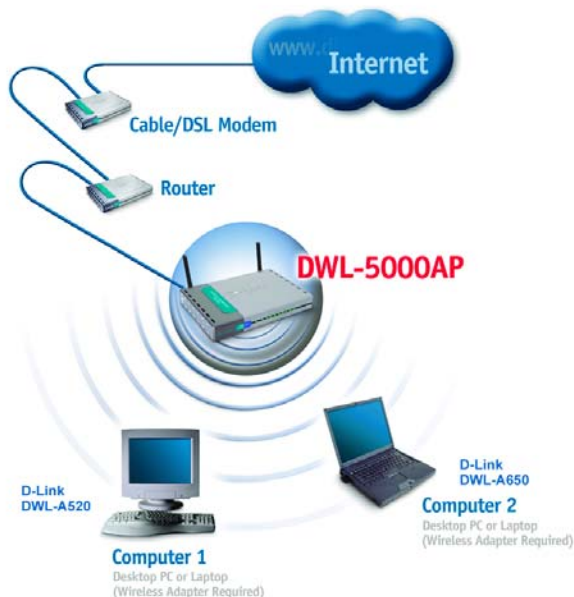 www.d
Internet
Cable/DSL Modem
Router
DWL-5000AP
D-Link
DWL-A520
Computer 1
Desktop PC or Laptop
(Wireless Adapter Required)
D-Link
DWL-A650
Computer 2
Desktop PC or Laptop
(Wireless Adapter Required)